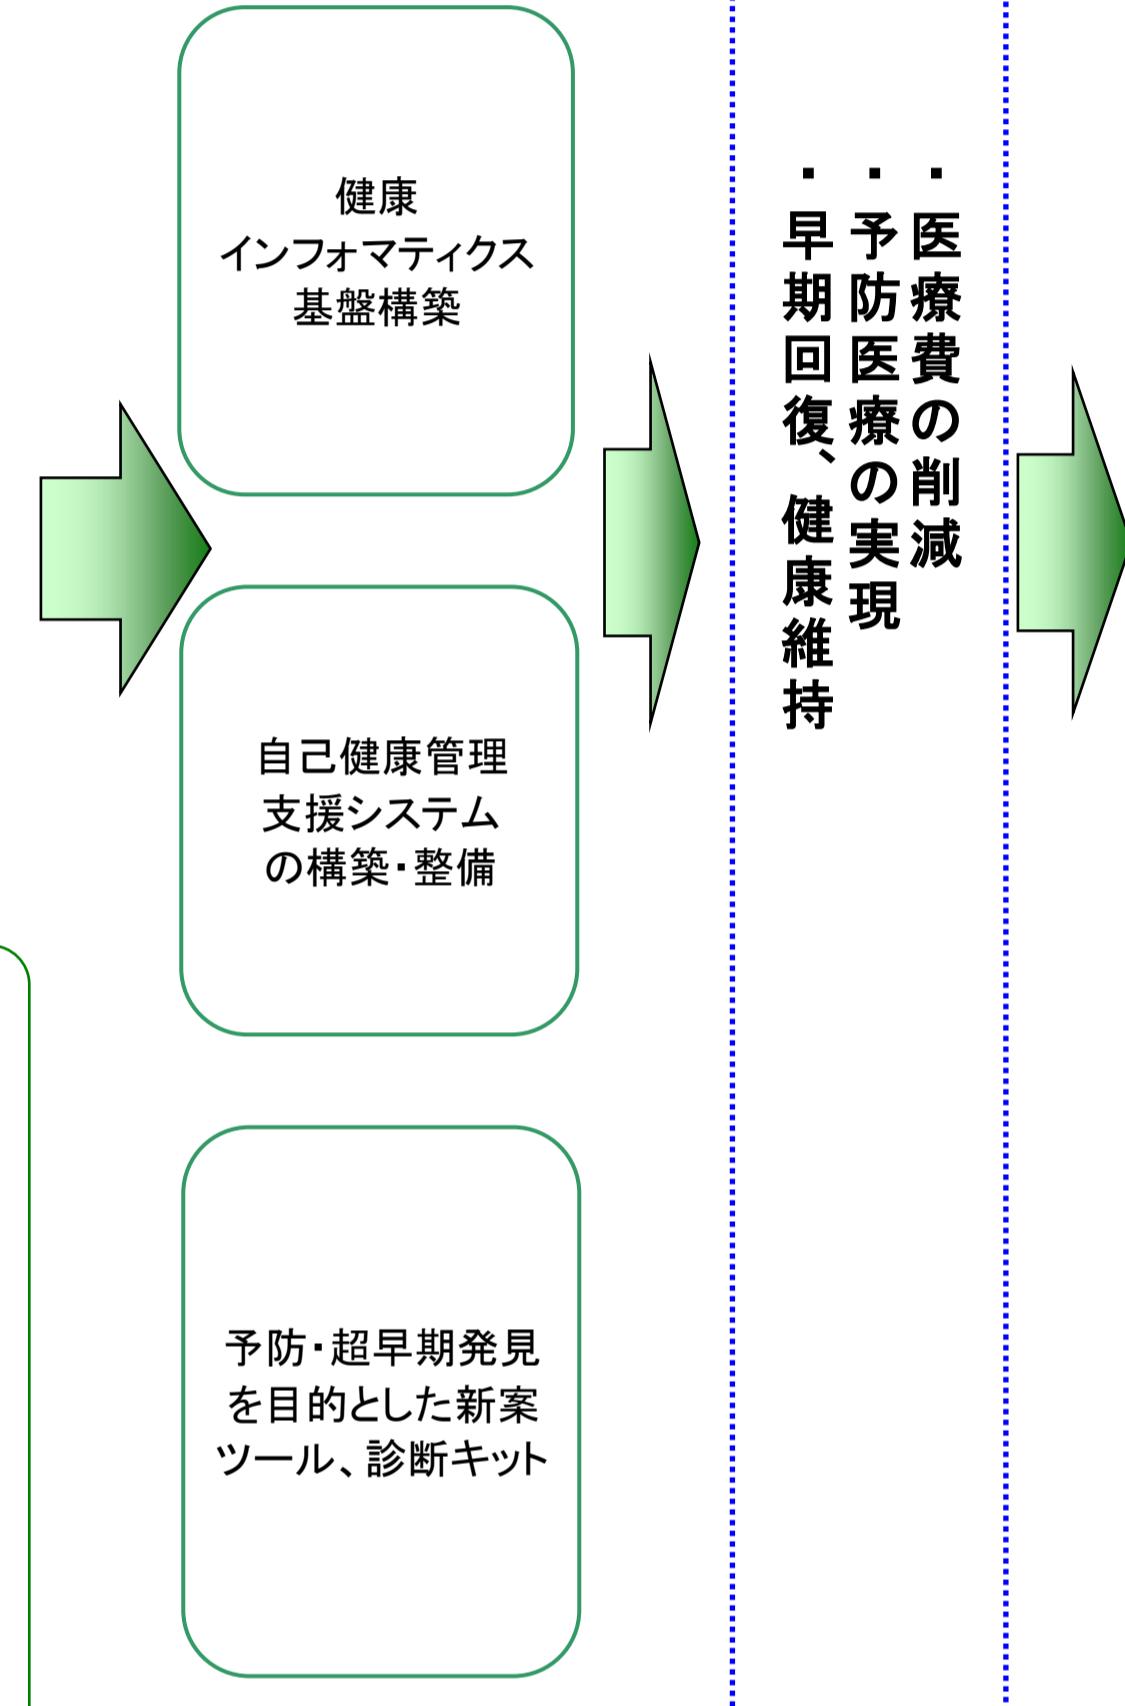 健康
インフォマティクス
基盤構築
自己健康管理
支援システム
の構築・整備
予防・超早期発見
を目的とした新案
ツール、診断キット
・医療費の削減
・予防医療の実現
・早期回復、健康維持